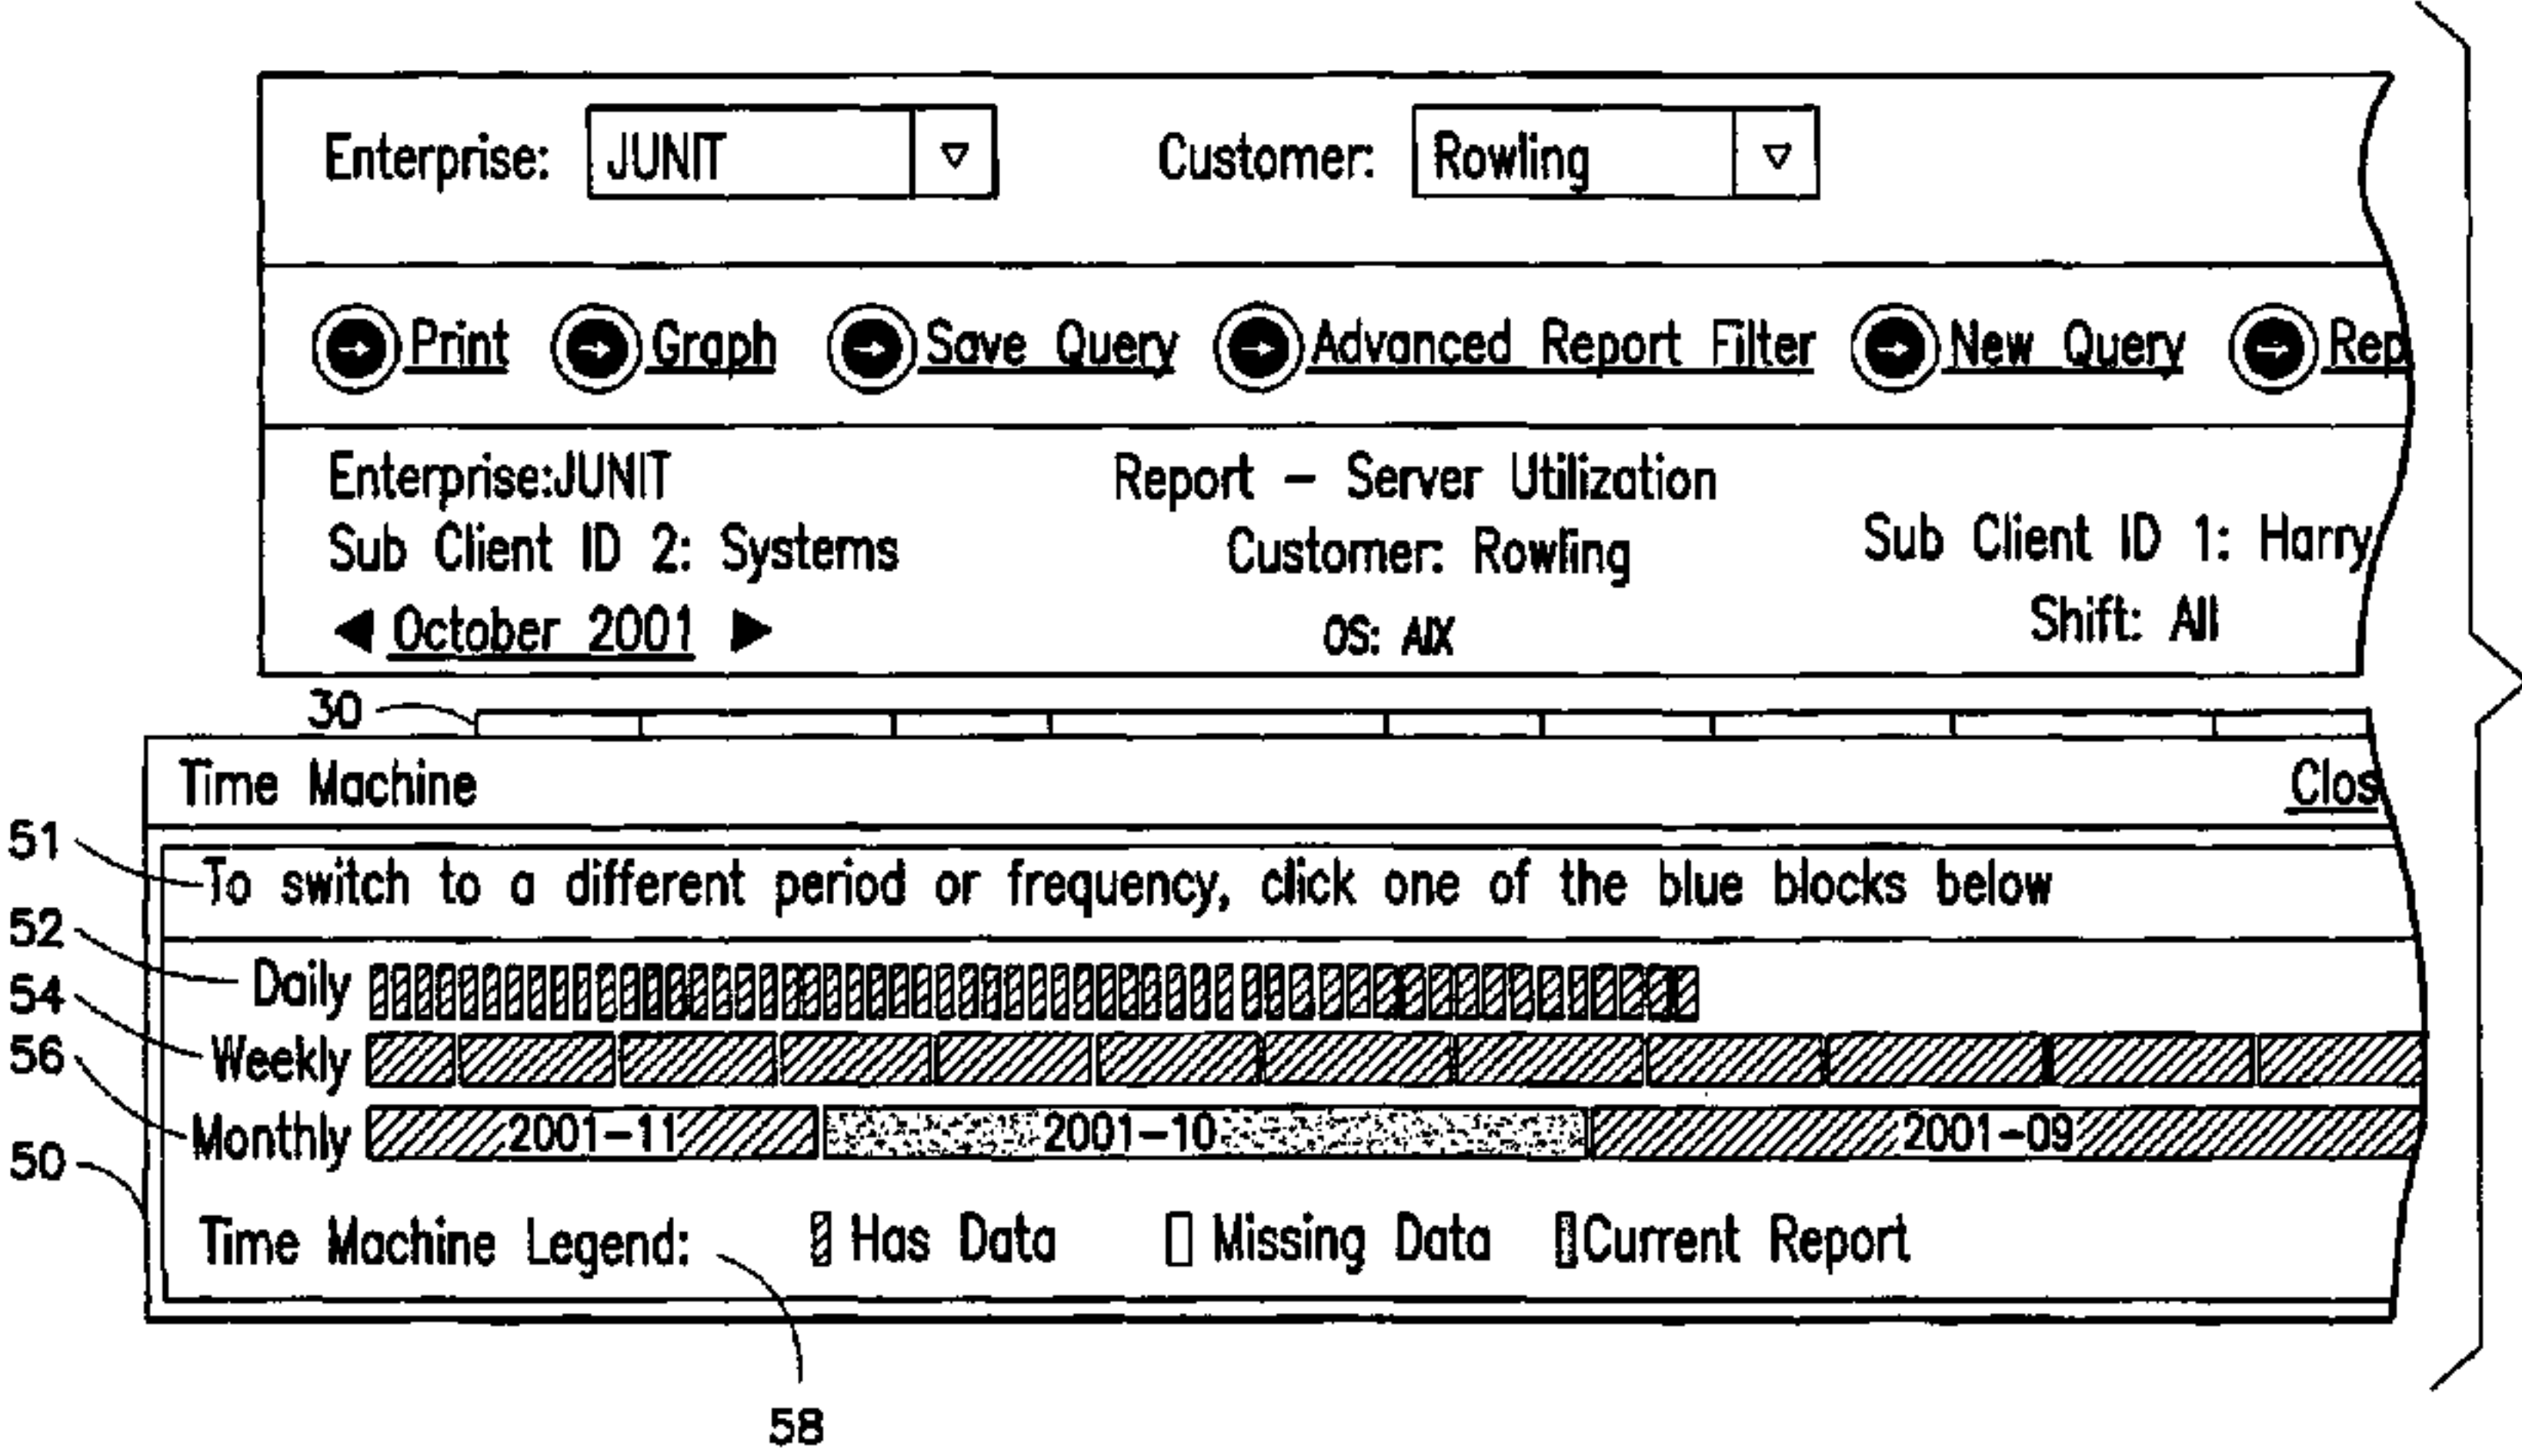 Enterprise: JUNIT Customer: Rowling
Print Graph Save Query Advanced Report Filter New Query Rep
Enterprise:JUNIT Report – Server Utilization
Sub Client ID 2: Systems Customer: Rowling Sub Client ID 1: Harry
October 2001 OS: AIX Shift: All
30
Time Machine Clos
51 To switch to a different period or frequency, click one of the blue blocks below
52 Daily
54 Weekly
56 Monthly 2001–11 2001–10 2001–09
50
Time Machine Legend: Has Data Missing Data Current Report
58